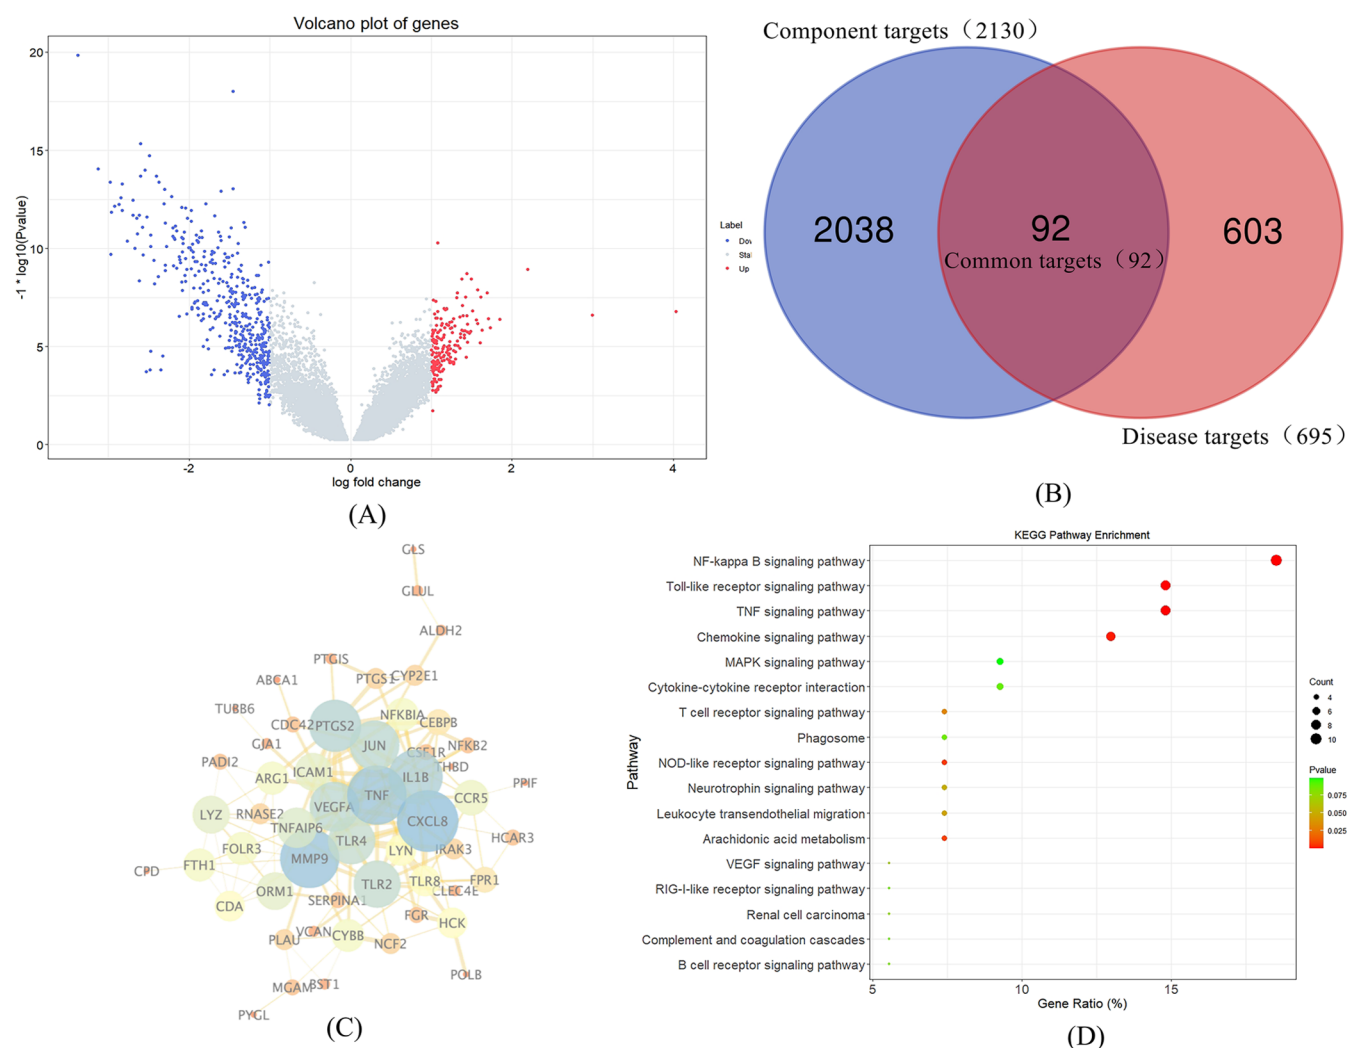 Volcano plot of genes
20
15
10
5
0
-1 * log10(Pvalue)
-2
0
2
4
log fold change
Label
Dov
Stal
Up
(A)
Component targets（2130）
2038
92
603
Common targets（92）
Disease targets（695）
(B)
GLS
GLUL
ALDH2
PTGIS
PTGS1
CYP2E1
ABCA1
TUBB6
CDC42
PTGS2
NFKBIA
CEBPB
GJA1
JUN
CSF1R
NFKB2
PADI2
ARG1
ICAM1
IL1B
THBD
PPIF
TNF
CCR5
LYZ
RNASE2
VEGFA
CXCL8
TNFAIP6
TLR4
HCAR3
FOLR3
MMP9
LYN
IRAK3
CPD
FTH1
TLR2
TLR8
FPR1
ORM1
CLEC4E
SERPINA1
CDA
FGR
HCK
PLAU
VCAN
CYBB
NCF2
POLB
MGAM
BST1
PYGL
(C)
KEGG Pathway Enrichment
Pathway
NF-kappa B signaling pathway
Toll-like receptor signaling pathway
TNF signaling pathway
Chemokine signaling pathway
MAPK signaling pathway
Cytokine-cytokine receptor interaction
T cell receptor signaling pathway
Phagosome
NOD-like receptor signaling pathway
Neurotrophin signaling pathway
Leukocyte transendothelial migration
Arachidonic acid metabolism
VEGF signaling pathway
RIG-I-like receptor signaling pathway
Renal cell carcinoma
Complement and coagulation cascades
B cell receptor signaling pathway
5
10
15
Gene Ratio (%)
Count
4
6
8
10
Pvalue
0.075
0.050
0.025
(D)